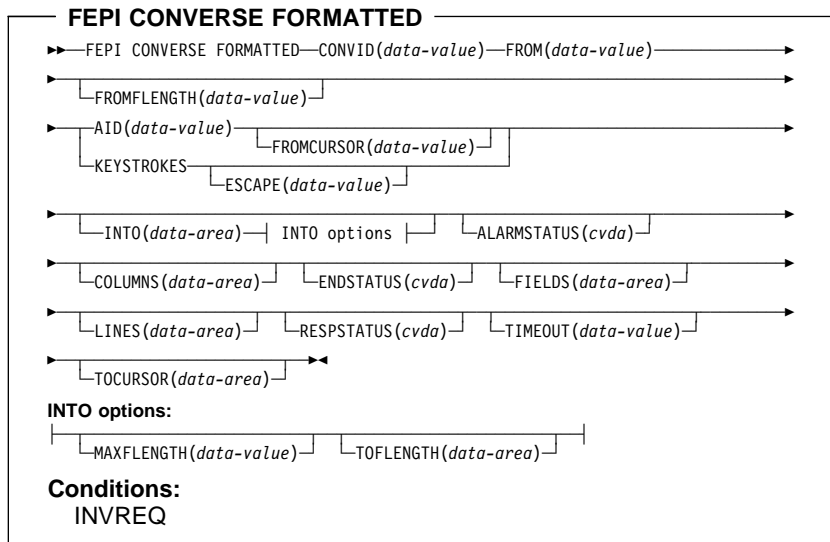 FEPI CONVERSE FORMATTED
FEPI CONVERSE FORMATTED CONVID(data-value) FROM(data-value)
FROMFLENGTH(data-value)
AID(data-value)
FROMCURSOR(data-value)
KEYSTROKES
ESCAPE(data-value)
INTO(data-area) INTO options ALARMSTATUS(cvda)
COLUMNS(data-area) ENDSTATUS(cvda) FIELDS(data-area)
LINES(data-area) RESPSTATUS(cvda) TIMEOUT(data-value)
TOCURSOR(data-area)
INTO options:
MAXFLENGTH(data-value) TOFLENGTH(data-area)
Conditions:
INVREQ